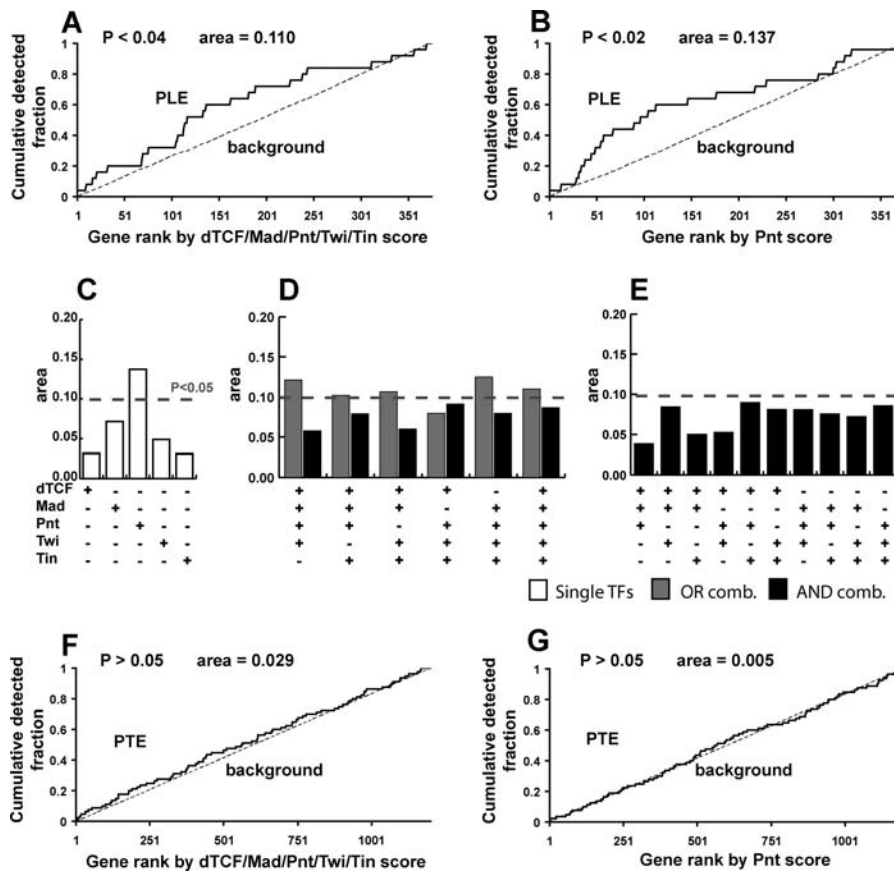 A
P < 0.04 area = 0.110
Cumulative detected fraction
1
0.8
0.6
0.4
0.2
0
PLE
background
1 51 101 151 201 251 301 351
Gene rank by dTCF/Mad/Pnt/Twi/Tin score
B
P < 0.02 area = 0.137
Cumulative detected fraction
1
0.8
0.6
0.4
0.2
0
PLE
background
1 51 101 151 201 251 301 351
Gene rank by Pnt score
C
area
0.20
0.15
0.10
0.05
0.00
P<0.05
D
area
0.20
0.15
0.10
0.05
0.00
E
area
0.20
0.15
0.10
0.05
0.00
dTCF + - - - - + + + + - + + + + + + + - - - -
Mad - + - - - + + + - + + + + + - - - + + + -
Pnt - - + - - + + - + + + + - - + + - + + - +
Twi - - - + - + - + + + + - + - + - + + - + +
Tin - - - - + - + + + + + - - + - + + - + + +
Single TFs OR comb. AND comb.
F
P > 0.05 area = 0.029
Cumulative detected fraction
1
0.8
0.6
0.4
0.2
0
PTE
background
1 251 501 751 1001
Gene rank by dTCF/Mad/Pnt/Twi/Tin score
G
P > 0.05 area = 0.005
Cumulative detected fraction
1
0.8
0.6
0.4
0.2
0
PTE
background
1 251 501 751 1001
Gene rank by Pnt score